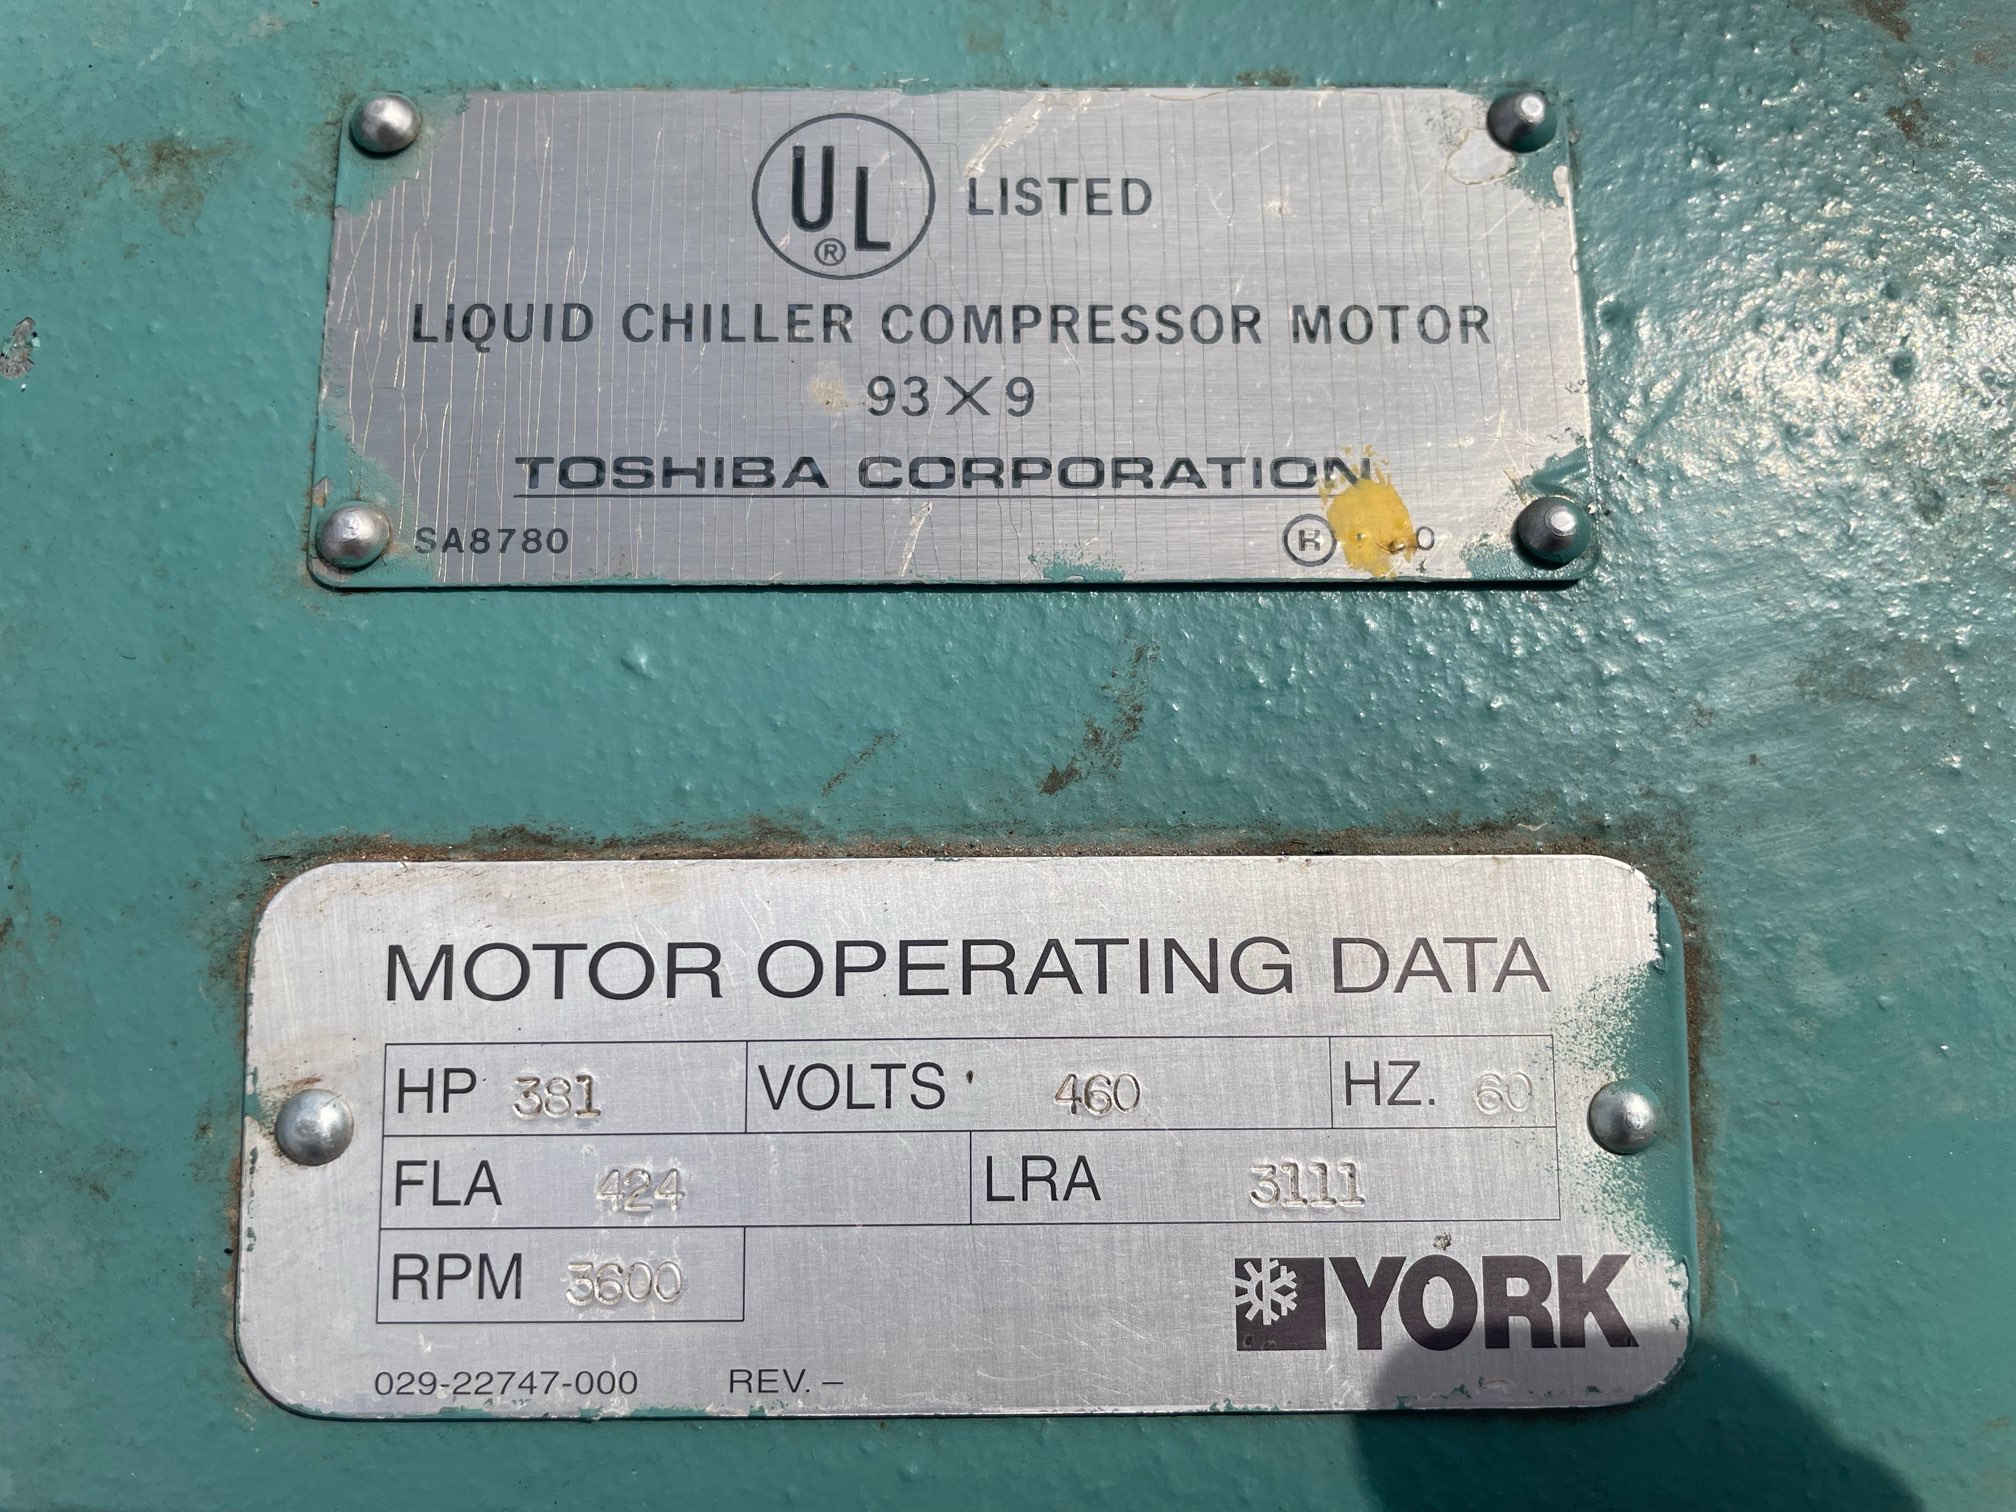 UL® LISTED
LIQUID CHILLER COMPRESSOR MOTOR
93X9
TOSHIBA CORPORATION
SA8780
MOTOR OPERATING DATA
HP 381 VOLTS 460 HZ. 60
FLA 424 LRA 3111
RPM 3600
YORK®
029-22747-000 REV. –